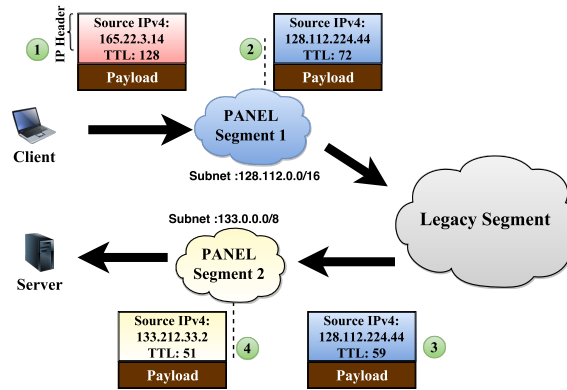 1
IP Header
Source IPv4:
165.22.3.14
TTL: 128
Payload
2
Source IPv4:
128.112.224.44
TTL: 72
Payload
Client
PANEL
Segment 1
Subnet :128.112.0.0/16
Legacy Segment
Subnet :133.0.0.0/8
PANEL
Segment 2
Server
Source IPv4:
133.212.33.2
TTL: 51
Payload
4
Source IPv4:
128.112.224.44
TTL: 59
Payload
3